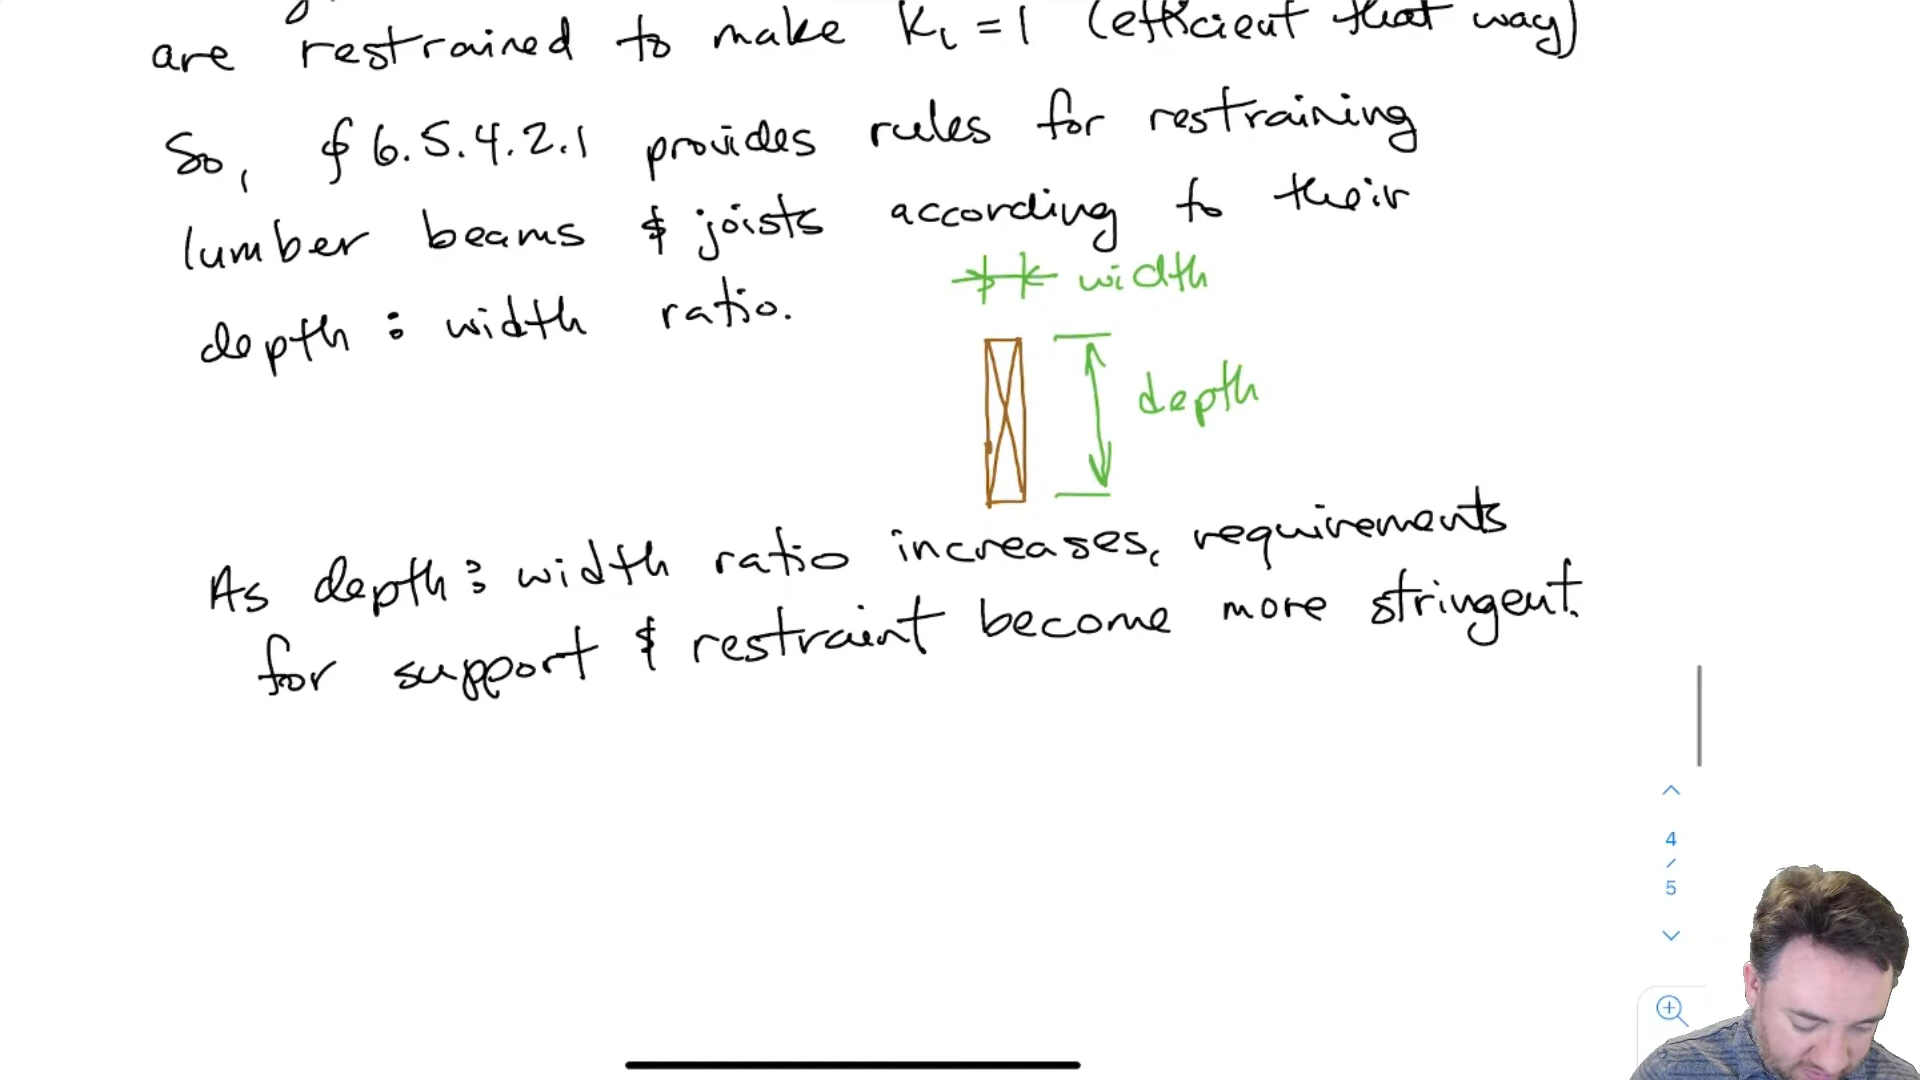 are restrained to make KL = 1 (efficient that way)
So, § 6.5.4.2.1 provides rules for restraining
lumber beams & joists according to their
depth : width ratio.
width
depth
As depth : width ratio increases, requirements
for support & restraint become more stringent.
4
/
5